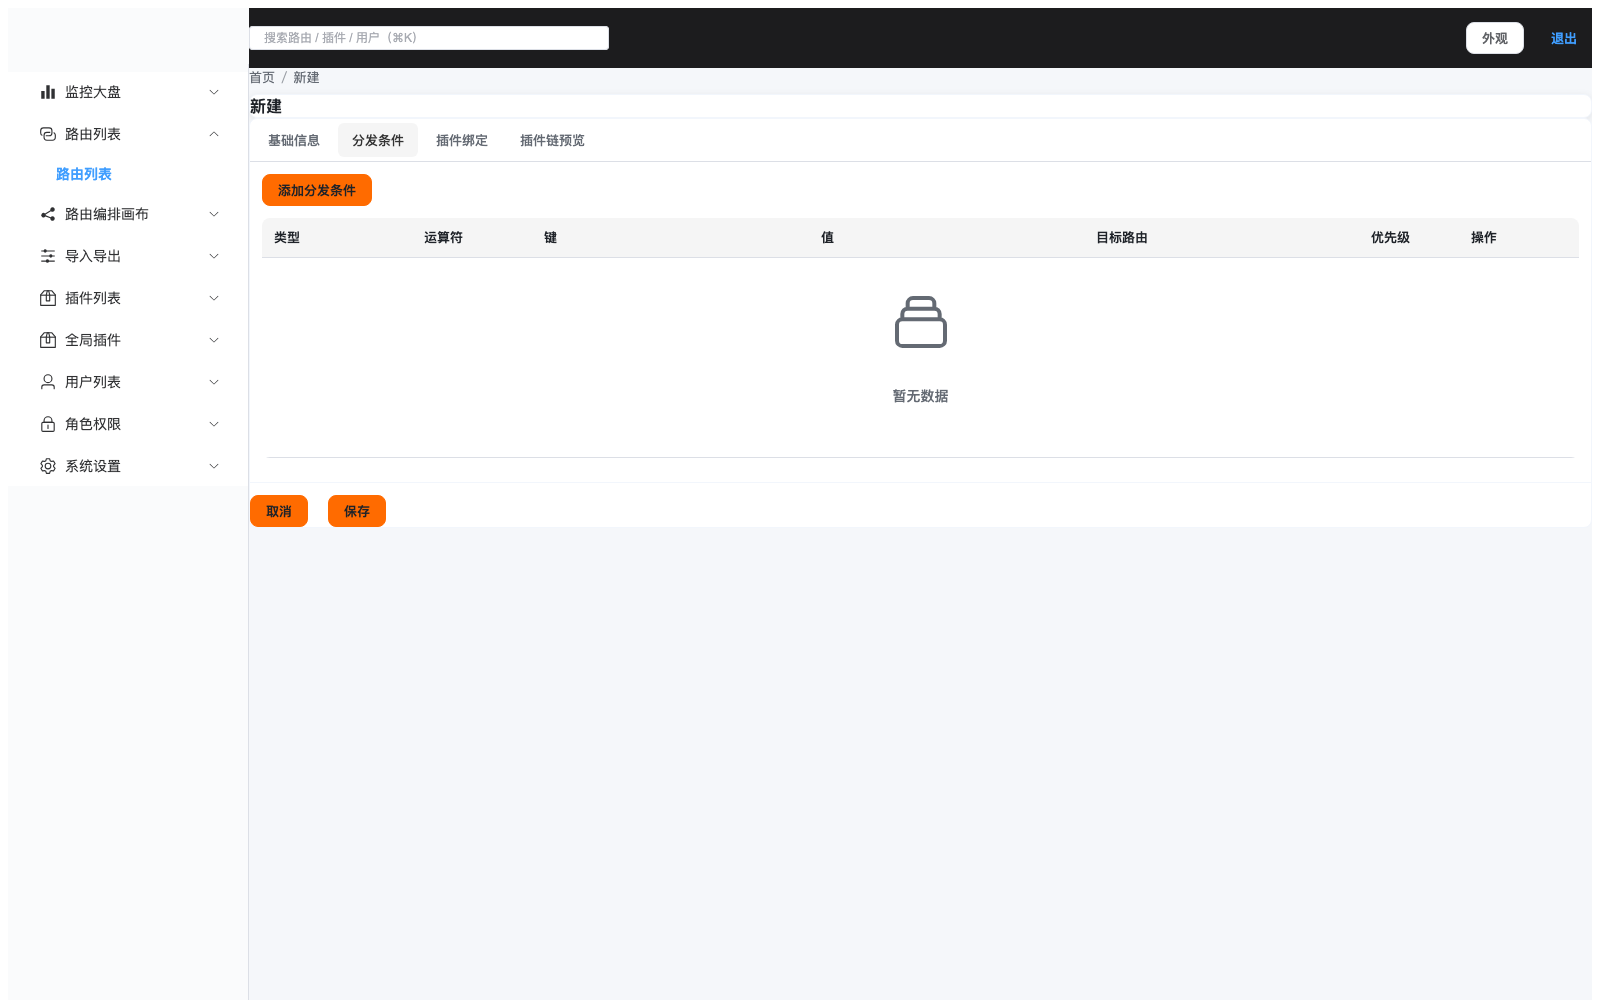 搜索路由 / 插件 / 用户（⌘K）
外观
退出
监控大盘
路由列表
路由列表
路由编排画布
导入导出
插件列表
全局插件
用户列表
角色权限
系统设置
首页 / 新建
新建
基础信息 分发条件 插件绑定 插件链预览
添加分发条件
类型 运算符 键 值 目标路由 优先级 操作
暂无数据
取消 保存